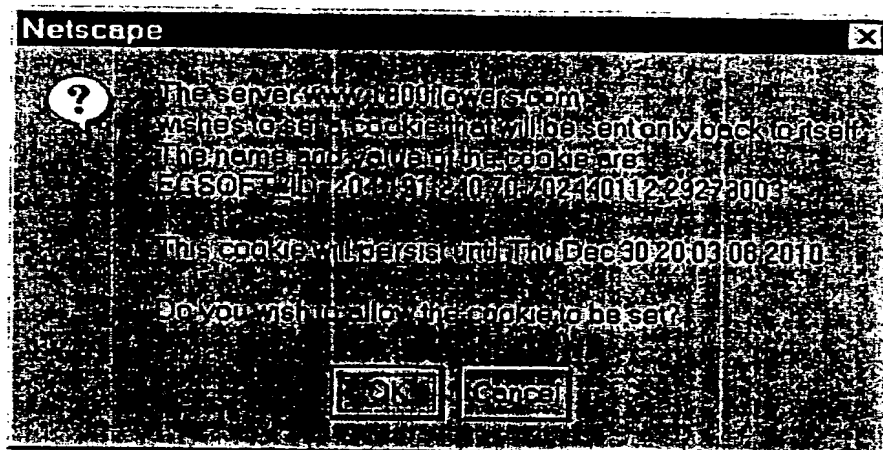 Netscape
The server www.1800flowers.com
wishes to set a cookie that will be sent only back to itself.
The name and value of the cookie are:
This cookie will persist until Thu Dec 30 20:03:08 2010
Do you wish to allow the cookie to be set?
OK
Cancel